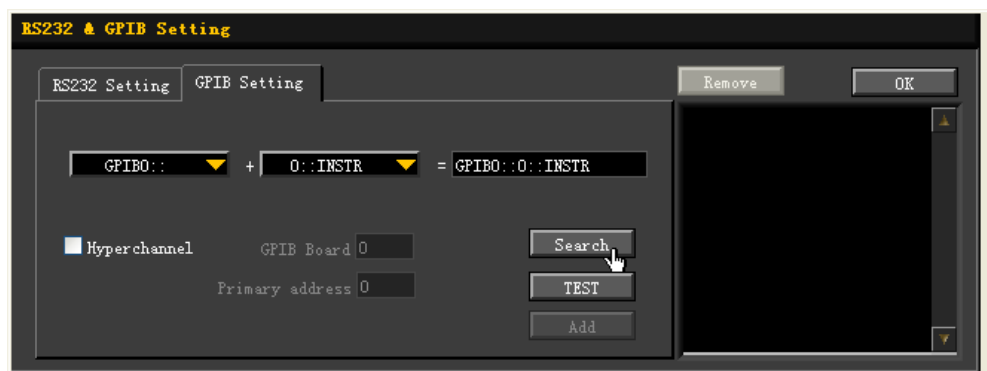 RS232 & GPIB Setting
RS232 Setting GPIB Setting Remove OK
GPIB0:: + 0::INSTR = GPIB0::0::INSTR
Hyperchannel GPIB Board 0 Search
Primary address 0 TEST
Add